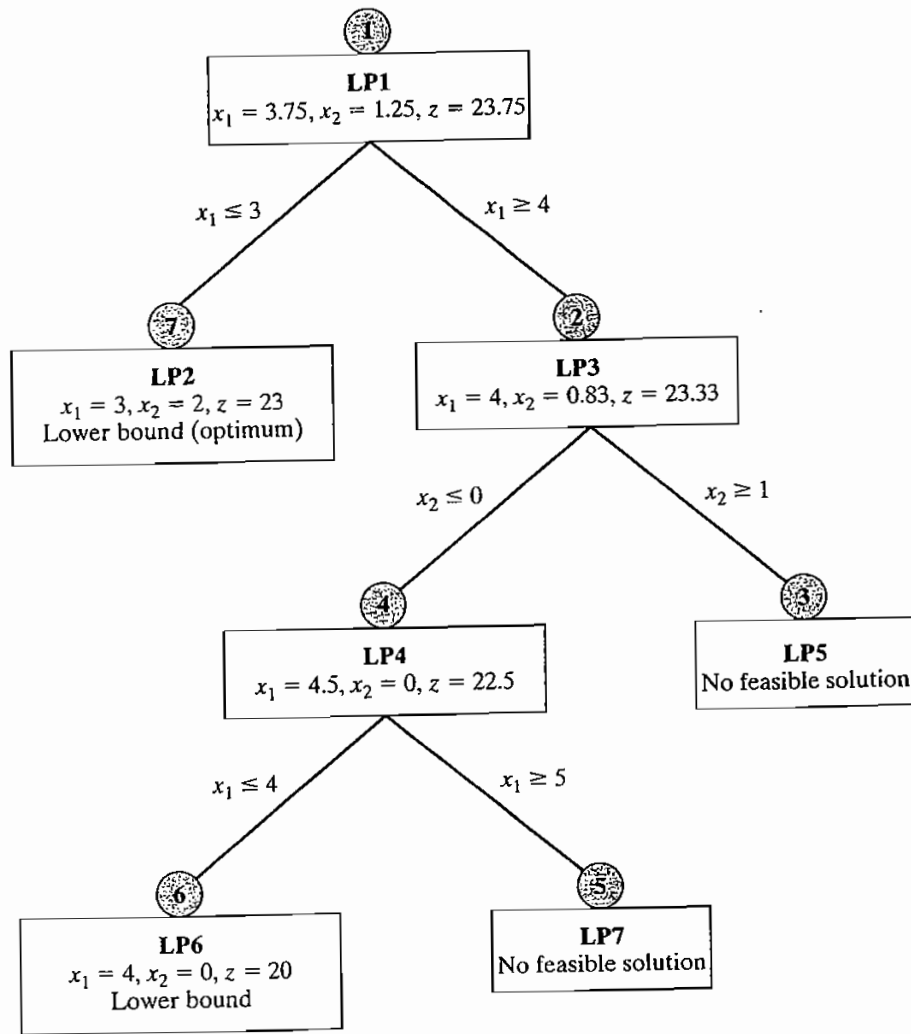 1
LP1
x₁ = 3.75, x₂ = 1.25, z = 23.75
x₁ ≤ 3
x₁ ≥ 4
7
LP2
x₁ = 3, x₂ = 2, z = 23
Lower bound (optimum)
2
LP3
x₁ = 4, x₂ = 0.83, z = 23.33
x₂ ≤ 0
x₂ ≥ 1
4
LP4
x₁ = 4.5, x₂ = 0, z = 22.5
3
LP5
No feasible solution
x₁ ≤ 4
x₁ ≥ 5
6
LP6
x₁ = 4, x₂ = 0, z = 20
Lower bound
5
LP7
No feasible solution